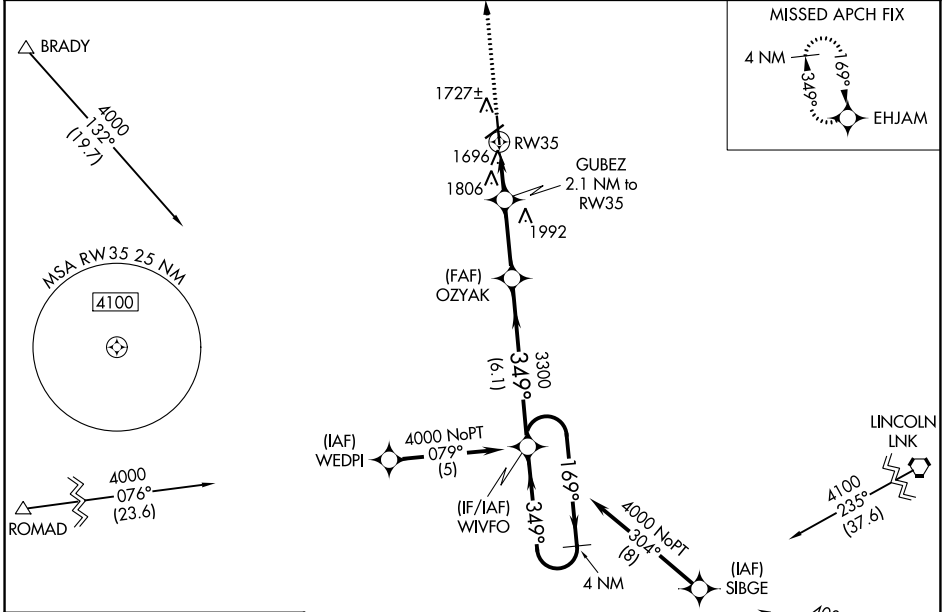 BRADY
4000
132°
(19.7)
MISSED APCH FIX
4 NM
349°
169°
EHJAM
1727±
RW35
1696
1806
GUBEZ
2.1 NM to
RW35
1992
MSA RW35 25 NM
4100
(FAF)
OZYAK
3300
349°
(6.1)
(IAF)
WEDPI
4000 NoPT
079°
(5)
(IF/IAF)
WIVFO
349°
169°
4 NM
4000
076°
(23.6)
ROMAD
LINCOLN
LNK
4100
235°
(37.6)
4000 NoPT
304°
(8)
(IAF)
SIBGE